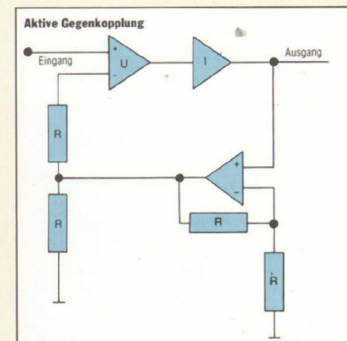 Aktive Gegenkopplung
Eingang
Ausgang
+
-
U
I
R
R
+
-
R
R